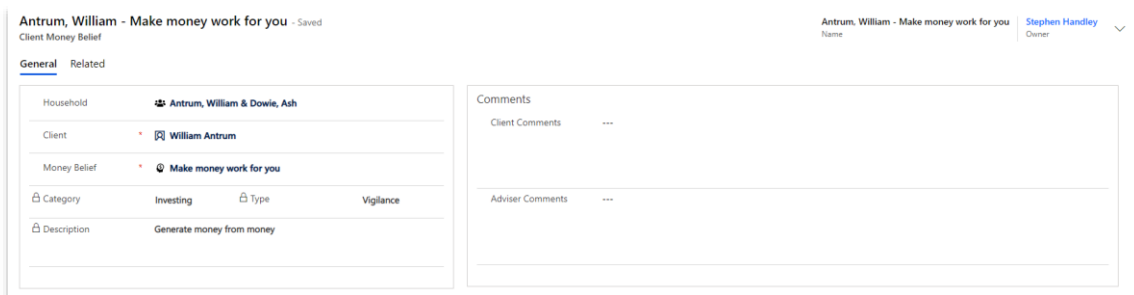 Antrum, William - Make money work for you - Saved
Client Money Belief
Antrum, William - Make money work for you
Name
Stephen Handley
Owner
General Related
Household Antrum, William & Dowie, Ash
Client * William Antrum
Money Belief * Make money work for you
Category Investing Type Vigilance
Description Generate money from money
Comments
Client Comments ---
Adviser Comments ---